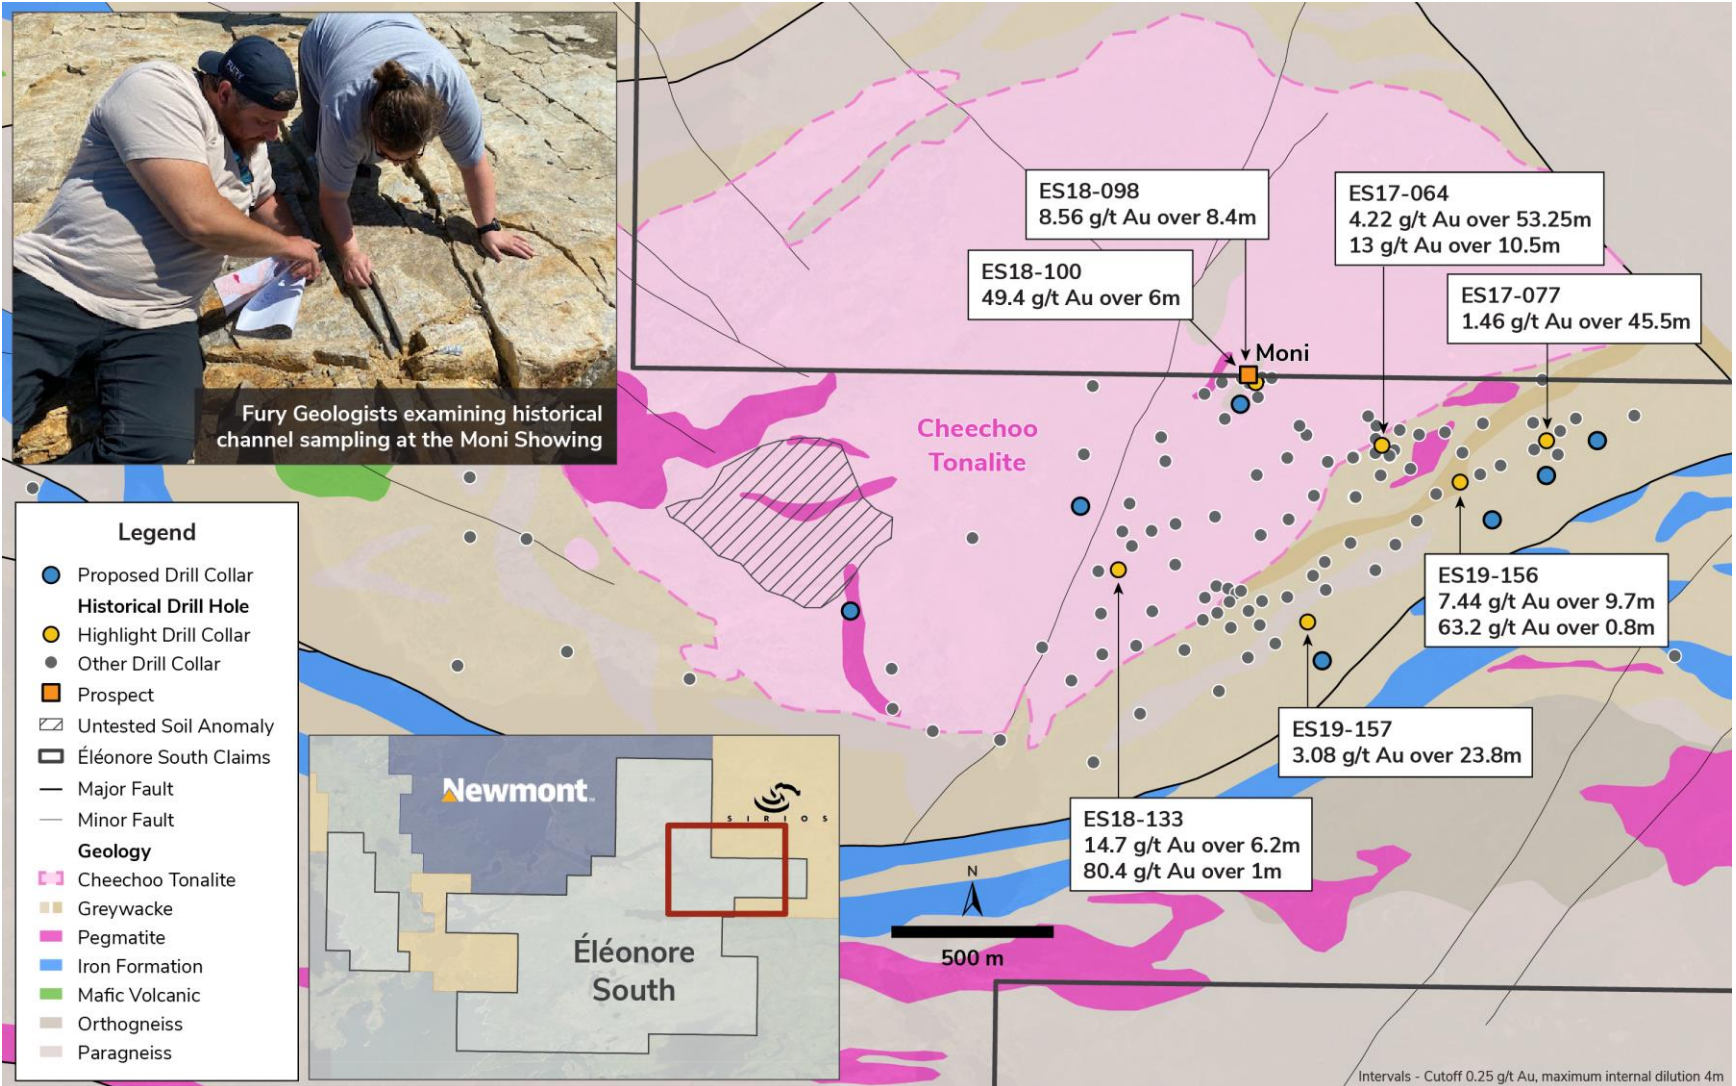 FURY
Fury Geologists examining historical
channel sampling at the Moni Showing
ES18-098
8.56 g/t Au over 8.4m
ES17-064
4.22 g/t Au over 53.25m
13 g/t Au over 10.5m
ES18-100
49.4 g/t Au over 6m
ES17-077
1.46 g/t Au over 45.5m
Moni
Cheechoo
Tonalite
Legend
Proposed Drill Collar
Historical Drill Hole
Highlight Drill Collar
Other Drill Collar
Prospect
Untested Soil Anomaly
Éléonore South Claims
Major Fault
Minor Fault
Geology
Cheechoo Tonalite
Greywacke
Pegmatite
Iron Formation
Mafic Volcanic
Orthogneiss
Paragneiss
ES19-156
7.44 g/t Au over 9.7m
63.2 g/t Au over 0.8m
ES19-157
3.08 g/t Au over 23.8m
ES18-133
14.7 g/t Au over 6.2m
80.4 g/t Au over 1m
Newmont™
SIRIOS
Éléonore
South
N
500 m
Intervals - Cutoff 0.25 g/t Au, maximum internal dilution 4m